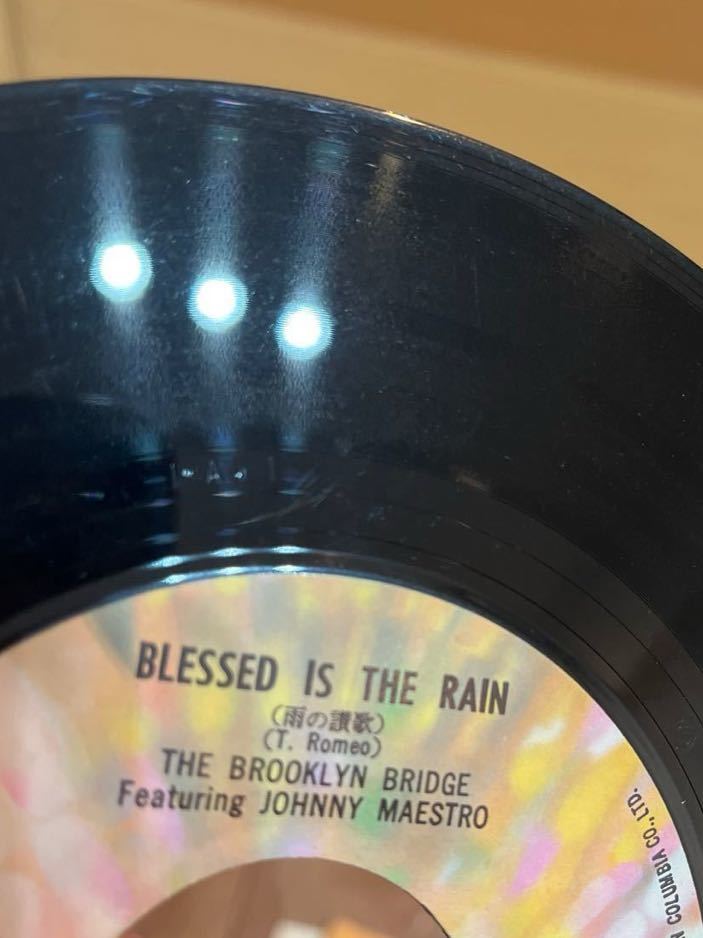 BLESSED IS THE RAIN
(雨の讃歌)
(T. Romeo)
THE BROOKLYN BRIDGE
Featuring JOHNNY MAESTRO
COLUMBIA CO., LTD.